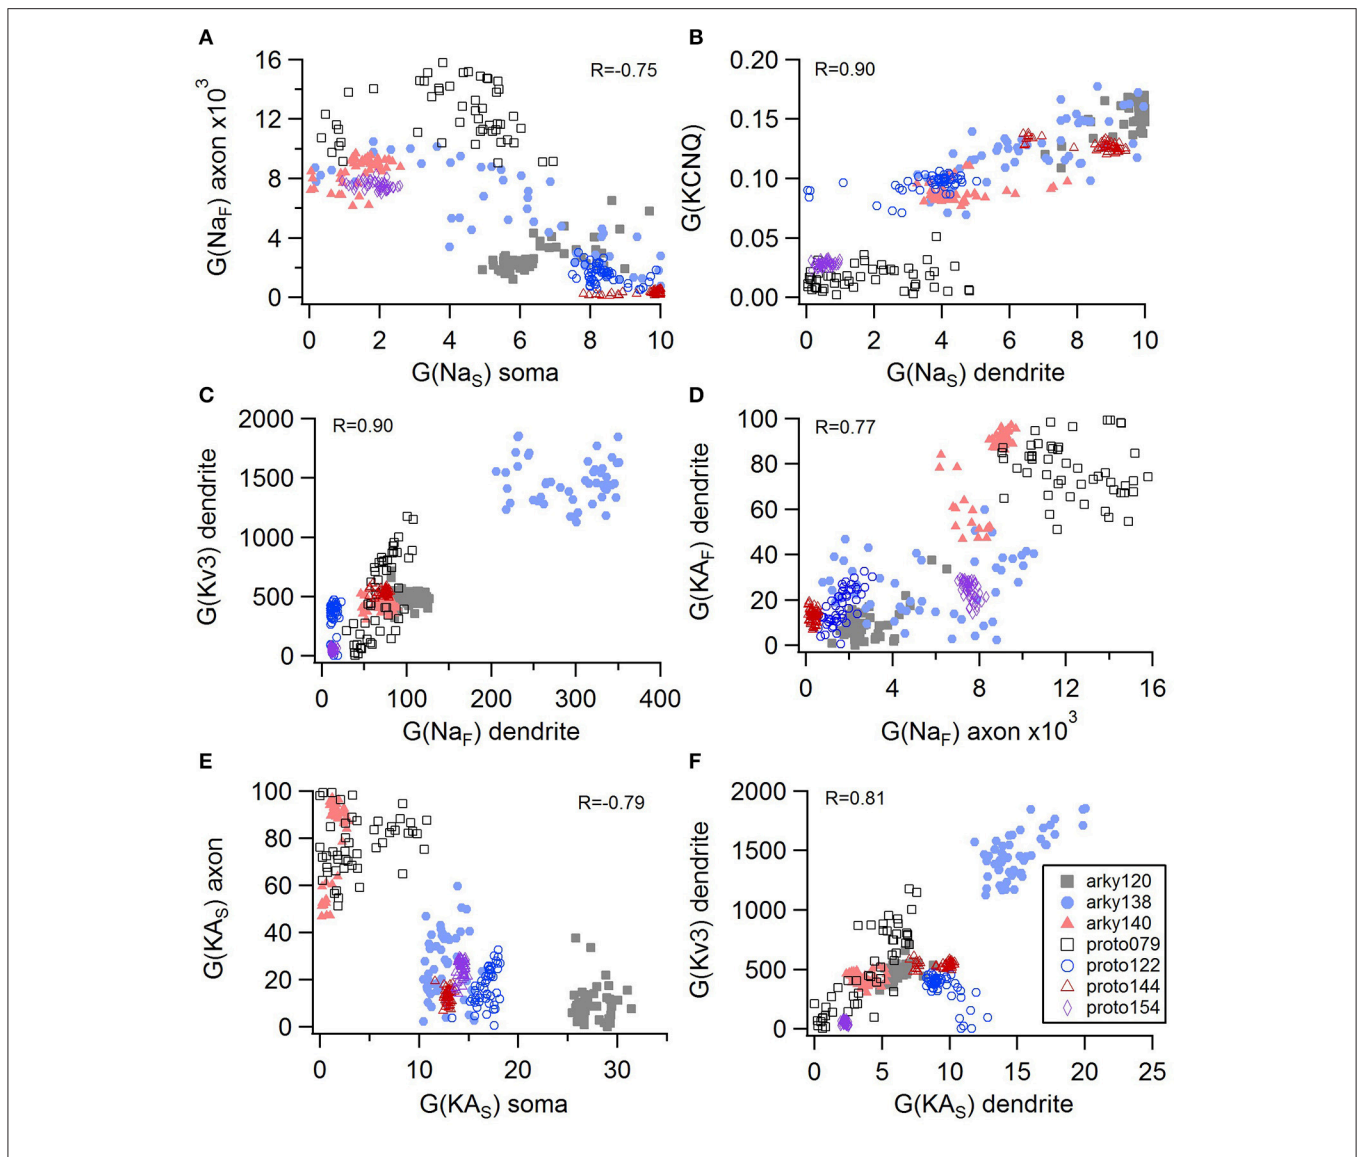 A
B
R=-0.75
G(NaF) axon x10³
16
12
8
4
0
0 2 4 6 8 10
G(NaS) soma
R=0.90
G(KCNQ)
0.20
0.15
0.10
0.05
0.00
0 2 4 6 8 10
G(NaS) dendrite
C
D
R=0.90
G(Kv3) dendrite
2000
1500
1000
500
0
0 100 200 300 400
G(NaF) dendrite
R=0.77
G(KAF) dendrite
100
80
60
40
20
0
0 4 8 12 16
G(NaF) axon x10³
E
F
R=-0.79
G(KAS) axon
100
80
60
40
20
0
0 10 20 30
G(KAS) soma
R=0.81
G(Kv3) dendrite
2000
1500
1000
500
0
0 5 10 15 20 25
G(KAS) dendrite
arky120
arky138
arky140
proto079
proto122
proto144
proto154